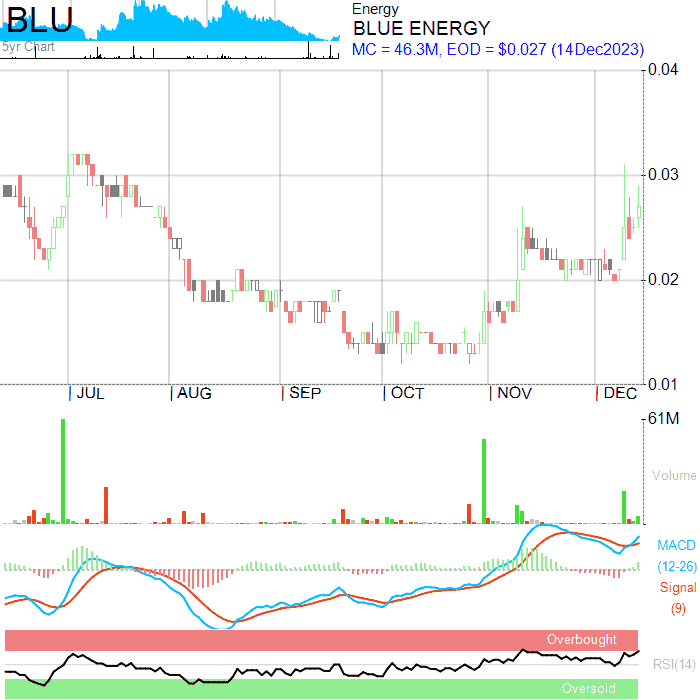 BLU
5yr Chart
Energy
BLUE ENERGY
MC = 46.3M, EOD = $0.027 (14Dec2023)
0.04
0.03
0.02
0.01
JUL AUG SEP OCT NOV DEC
61M
Volume
MACD
(12-26)
Signal
(9)
Overbought
RSI(14)
Oversold